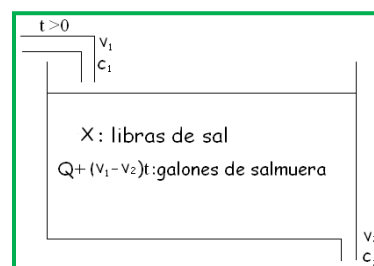 t >0
v₁
c₁
X: libras de sal
Q+(v₁-v₂)t:galones de salmuera
v
c